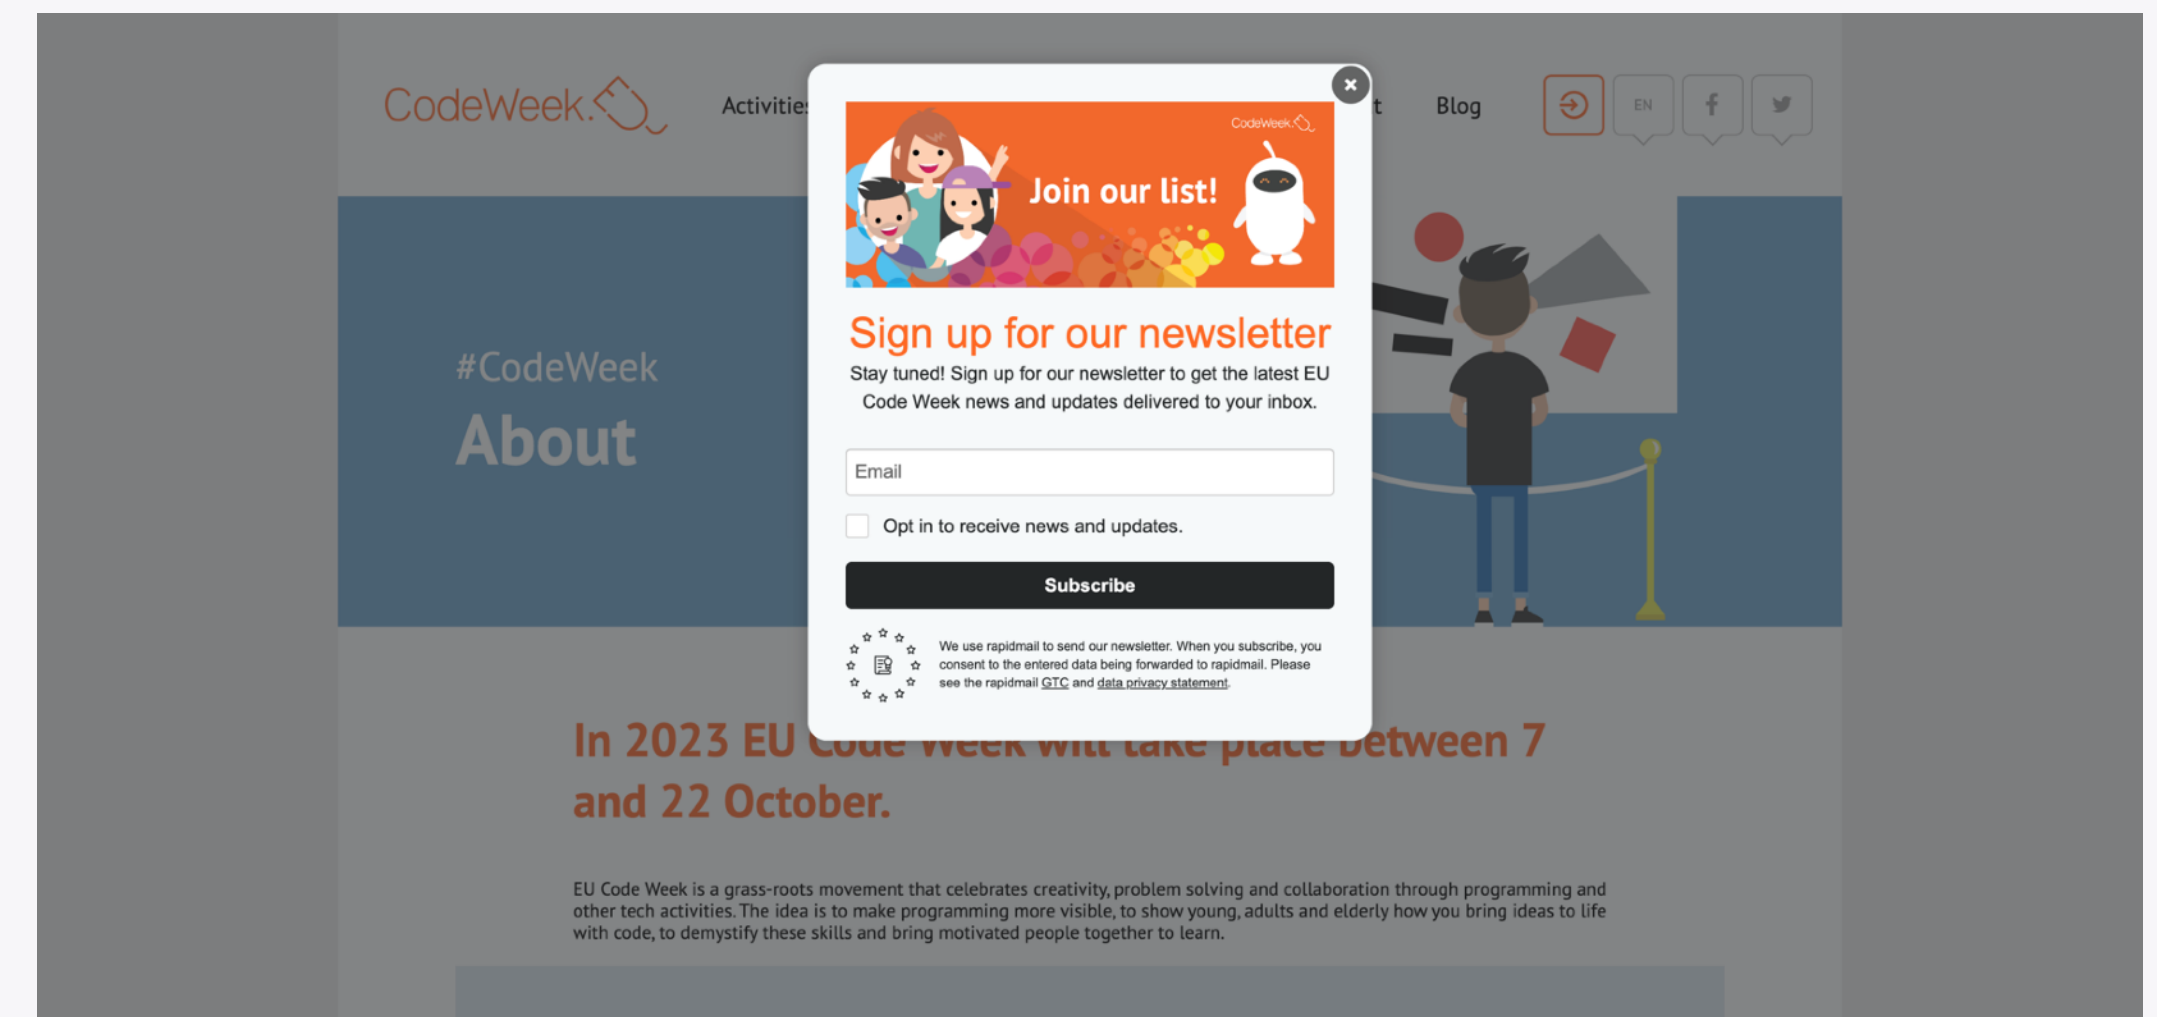 CodeWeek.
Activities
Blog
EN
CodeWeek.
Join our list!
Sign up for our newsletter
Stay tuned! Sign up for our newsletter to get the latest EU
Code Week news and updates delivered to your inbox.
Email
Opt in to receive news and updates.
Subscribe
We use rapidmail to send our newsletter. When you subscribe, you
consent to the entered data being forwarded to rapidmail. Please
see the rapidmail GTC and data privacy statement.
#CodeWeek
About
In 2023 EU Code Week will take place between 7
and 22 October.
EU Code Week is a grass-roots movement that celebrates creativity, problem solving and collaboration through programming and
other tech activities. The idea is to make programming more visible, to show young, adults and elderly how you bring ideas to life
with code, to demystify these skills and bring motivated people together to learn.